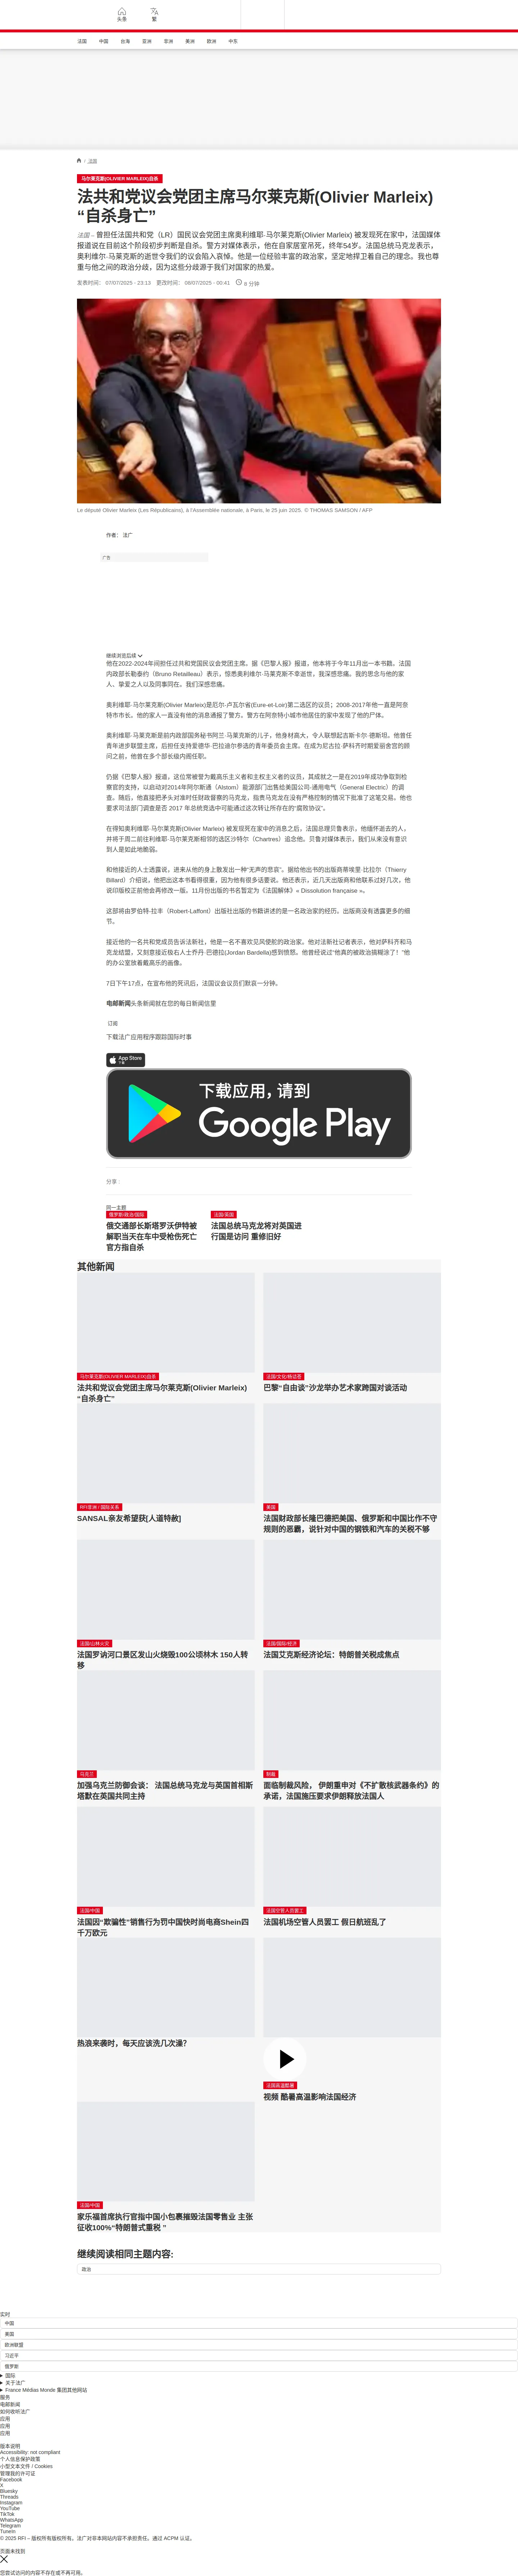 头条
繁
法国
中国
台海
亚洲
非洲
美洲
欧洲
中东
/ 法国
马尔莱克斯(OLIVIER MARLEIX)自杀
法共和党议会党团主席马尔莱克斯(Olivier Marleix)
“自杀身亡”
法国 – 曾担任法国共和党（LR）国民议会党团主席奥利维耶·马尔莱克斯(Olivier Marleix) 被发现死在家中，法国媒体
报道说在目前这个阶段初步判断是自杀。警方对媒体表示，他在自家居室吊死，终年54岁。法国总统马克龙表示，
奥利维尔·马莱克斯的逝世令我们的议会陷入哀悼。他是一位经验丰富的政治家，坚定地捍卫着自己的理念。我也尊
重与他之间的政治分歧，因为这些分歧源于我们对国家的热爱。
发表时间： 07/07/2025 - 23:13 更改时间： 08/07/2025 - 00:41 6 分钟
Le député Olivier Marleix (Les Républicains), à l'Assemblée nationale, à Paris, le 25 juin 2025. © THOMAS SAMSON / AFP
作者： 法广
广告
继续浏览后续
他在2022-2024年间担任过共和党国民议会党团主席。据《巴黎人报》报道，他本将于今年11月出一本书籍。法国
内政部长勒泰约（Bruno Retailleau）表示，惊悉奥利维尔·马莱克斯不幸逝世，我深感悲痛。我的思念与他的家
人、挚爱之人以及同事同在。我们深感悲痛。
奥利维耶·马尔莱克斯(Olivier Marleix)是厄尔-卢瓦尔省(Eure-et-Loir)第二选区的议员；2008-2017年他一直是阿奈
特市市长。他的家人一直没有他的消息通报了警方。警方在阿奈特小城市他居住的家中发现了他的尸体。
奥利维耶·马莱克斯是前内政部国务秘书阿兰·马莱克斯的儿子，他身材高大，令人联想起吉斯卡尔·德斯坦。他曾任
青年进步联盟主席，后担任支持爱德华·巴拉迪尔参选的青年委员会主席。在成为尼古拉·萨科齐时期爱丽舍宫的顾
问之前，他曾在多个部长级内阁任职。
仍据《巴黎人报》报道，这位常被誉为戴高乐主义者和主权主义者的议员，其成就之一是在2019年成功争取到检
察官的支持，以启动对2014年阿尔斯通（Alstom）能源部门出售给美国公司-通用电气（General Electric）的调
查。随后，他直接把矛头对准时任财政督察的马克龙，指责马克龙在没有严格控制的情况下批准了这笔交易。他也
要求司法部门调查是否 2017 年总统竞选中可能通过这次转让所存在的“腐败协议”。
在得知奥利维耶·马尔莱克斯(Olivier Marleix) 被发现死在家中的消息之后，法国总理贝鲁表示，他缅怀逝去的人。
并将于周二前往利维耶·马尔莱克斯相邻的选区沙特尔（Chartres）追念他。贝鲁对媒体表示，我们从来没有意识
到人是如此地脆弱。
和他接近的人士透露说，进来从他的身上散发出一种“无声的悲哀”。据给他出书的出版商蒂埃里·比拉尔（Thierry
Billard）介绍说。他把出这本书看得很重，因为他有很多话要说。他还表示，近几天出版商和他联系过好几次，他
说印版校正前他会再修改一版。11月份出版的书名暂定为《法国解体》« Dissolution française »。
这部将由罗伯特·拉丰（Robert-Laffont）出版社出版的书籍讲述的是一名政治家的经历。出版商没有透露更多的细
节。
接近他的一名共和党成员告诉法新社，他是一名不喜欢见风使舵的政治家。他对法新社记者表示，他对萨科齐和马
克龙结盟，又刻意接近极右人士乔丹·巴德拉(Jordan Bardella)感到愤怒。他曾经说过“他真的被政治搞糊涂了！”他
的办公室放着戴高乐的画像。
7日下午17点，在宣布他的死讯后，法国议会议员们默哀一分钟。
电邮新闻头条新闻就在您的每日新闻信里
订阅
下载法广应用程序跟踪国际时事
App Store
下载
下载应用，请到
Google Play
分享 :
同一主题
俄罗斯/政治/国际
俄交通部长斯塔罗沃伊特被
解职当天在车中受枪伤死亡
官方指自杀
法国/英国
法国总统马克龙将对英国进
行国是访问 重修旧好
其他新闻
马尔莱克斯(OLIVIER MARLEIX)自杀
法共和党议会党团主席马尔莱克斯(Olivier Marleix)
“自杀身亡”
法国/文化/杨达吞
巴黎“自由谈”沙龙举办艺术家跨国对谈活动
RFI非洲 / 国际关系
SANSAL亲友希望获[人道特赦]
美国
法国财政部长隆巴德把美国、俄罗斯和中国比作不守
规则的恶霸，说针对中国的钢铁和汽车的关税不够
法国/山林火灾
法国罗讷河口景区发山火烧毁100公顷林木 150人转
移
法国/国际/经济
法国艾克斯经济论坛：特朗普关税成焦点
乌克兰
加强乌克兰防御会谈： 法国总统马克龙与英国首相斯
塔默在英国共同主持
制裁
面临制裁风险， 伊朗重申对《不扩散核武器条约》的
承诺，法国施压要求伊朗释放法国人
法国/中国
法国因“欺骗性”销售行为罚中国快时尚电商Shein四
千万欧元
法国空管人员罢工
法国机场空管人员罢工 假日航班乱了
热浪来袭时，每天应该洗几次澡?
法国高温酷暑
视频 酷暑高温影响法国经济
法国/中国
家乐福首席执行官指中国小包裹摧毁法国零售业 主张
征收100%“特朗普式重税 ”
继续阅读相同主题内容:
政治
实时
中国
美国
欧洲联盟
习近平
俄罗斯
国际
关于法广
France Médias Monde 集团其他网站
服务
电邮新闻
如何收听法广
应用
应用
应用
版本说明
Accessibility: not compliant
个人信息保护政策
小型文本文件 / Cookies
管理我的许可证
Facebook
X
Bluesky
Threads
Instagram
YouTube
TikTok
WhatsApp
Telegram
TuneIn
© 2025 RFI – 版权所有版权所有。法广对非本网站内容不承担责任。通过 ACPM 认证。
页面未找到
您尝试访问的内容不存在或不再可用。